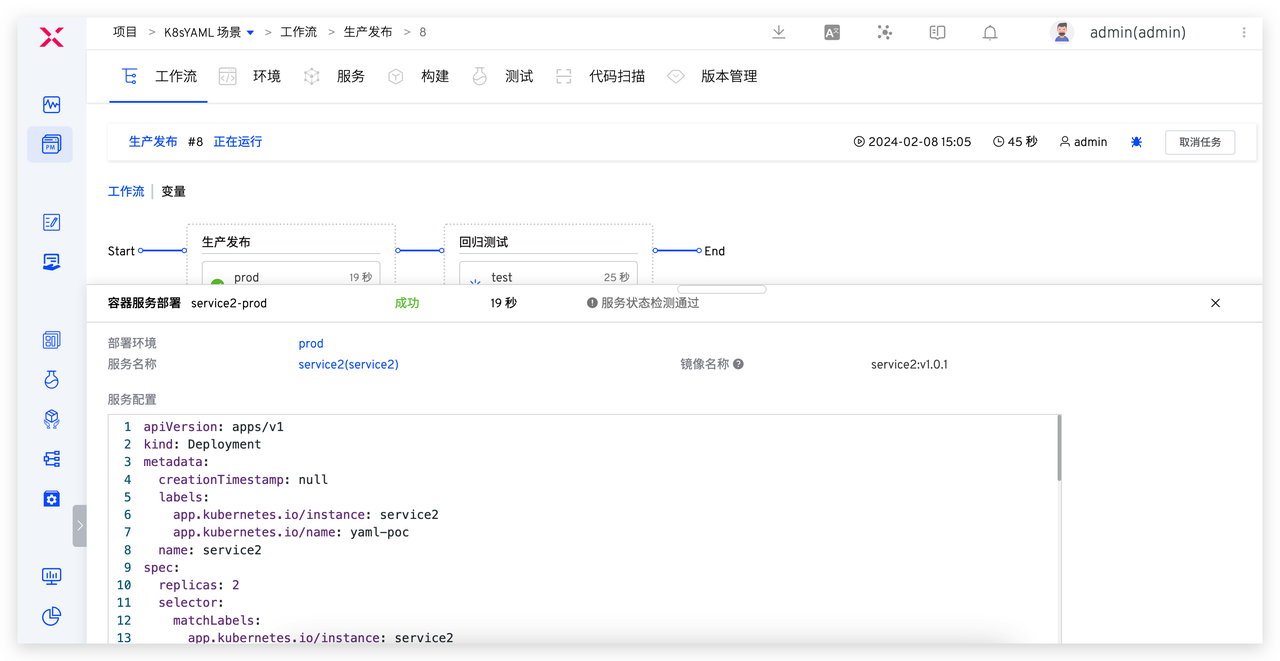 项目 > K8sYAML 场景 > 工作流 > 生产发布 > 8
admin(admin)
工作流 环境 服务 构建 测试 代码扫描 版本管理
生产发布 #8 正在运行 2024-02-08 15:05 45 秒 admin 取消任务
工作流 变量
Start 生产发布 回归测试 End
prod 19 秒 test 25 秒
容器服务部署 service2-prod 成功 19 秒 服务状态检测通过
部署环境 prod
服务名称 service2(service2) 镜像名称 service2:v1.0.1
服务配置
1 apiVersion: apps/v1
2 kind: Deployment
3 metadata:
4 creationTimestamp: null
5 labels:
6 app.kubernetes.io/instance: service2
7 app.kubernetes.io/name: yaml-poc
8 name: service2
9 spec:
10 replicas: 2
11 selector:
12 matchLabels:
13 app.kubernetes.io/instance: service2